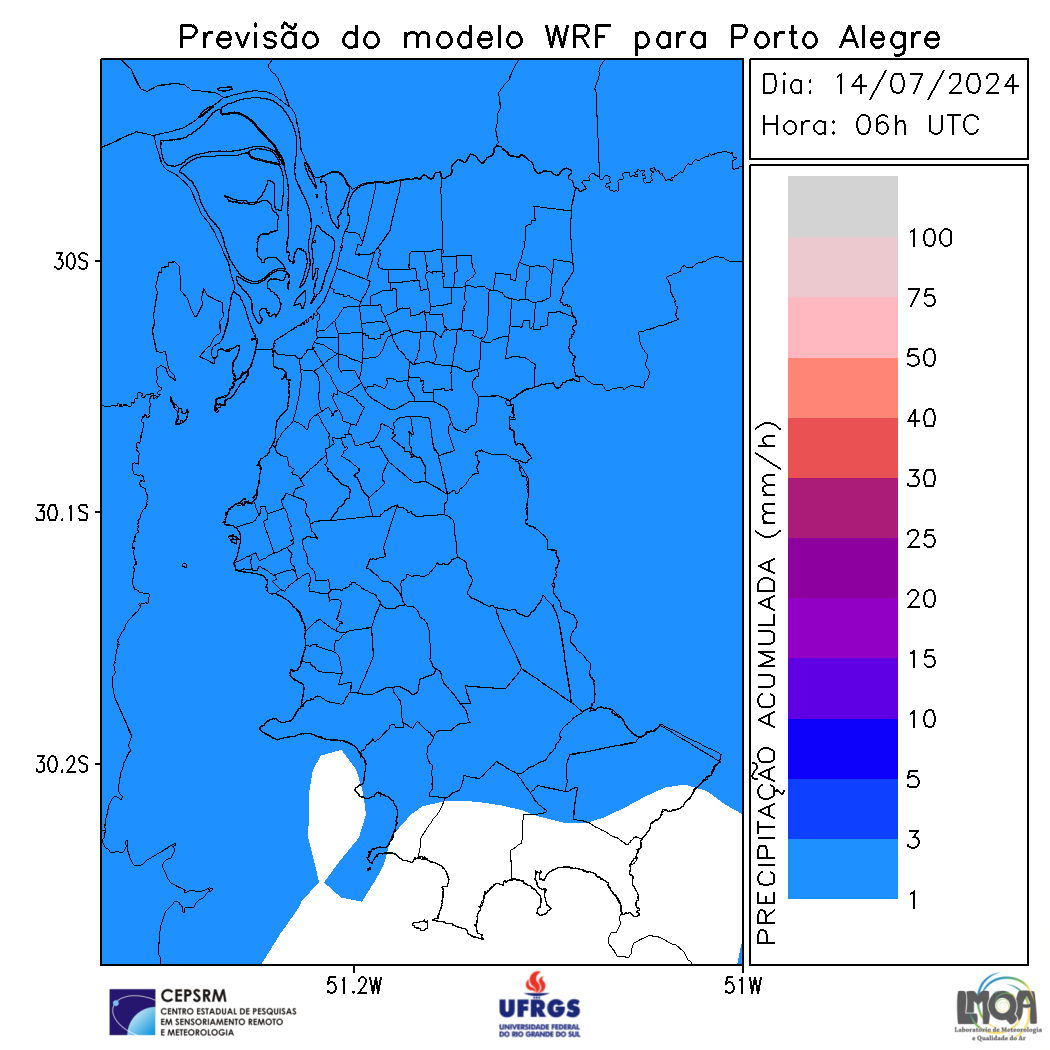 Previsão do modelo WRF para Porto Alegre
Dia: 14/07/2024
Hora: 06h UTC
100
75
50
40
30
25
20
15
10
5
3
1
PRECIPITAÇÃO ACUMULADA (mm/h)
30S
30.1S
30.2S
51.2W
51W
CEPSRM
CENTRO ESTADUAL DE PESQUISAS
EM SENSORIAMENTO REMOTO
E METEOROLOGIA
UFRGS
UNIVERSIDADE FEDERAL
DO RIO GRANDE DO SUL
LMQA
Laboratório de Meteorologia
e Qualidade do Ar